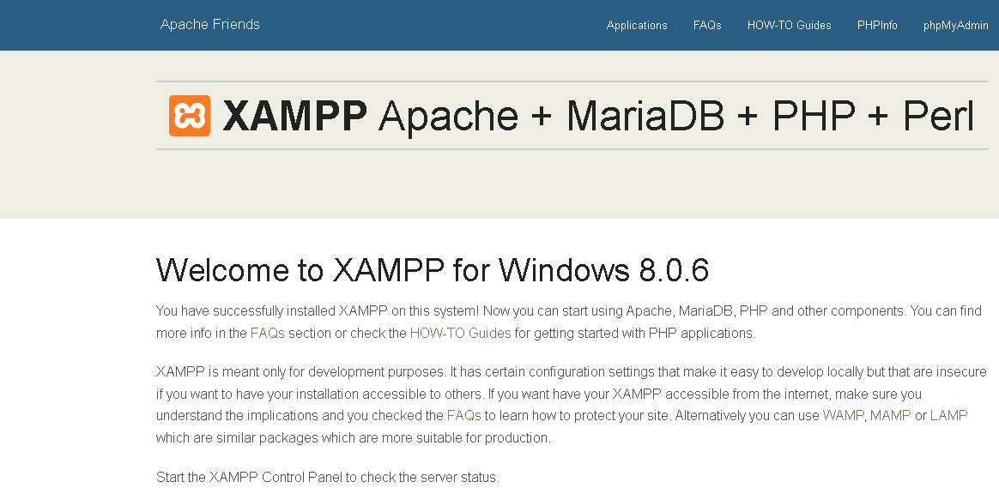 Apache Friends
Applications FAQs HOW-TO Guides PHPInfo phpMyAdmin
XAMPP Apache + MariaDB + PHP + Perl
Welcome to XAMPP for Windows 8.0.6
You have successfully installed XAMPP on this system! Now you can start using Apache, MariaDB, PHP and other components. You can find
more info in the FAQs section or check the HOW-TO Guides for getting started with PHP applications.
XAMPP is meant only for development purposes. It has certain configuration settings that make it easy to develop locally but that are insecure
if you want to have your installation accessible to others. If you want have your XAMPP accessible from the internet, make sure you
understand the implications and you checked the FAQs to learn how to protect your site. Alternatively you can use WAMP, MAMP or LAMP
which are similar packages which are more suitable for production.
Start the XAMPP Control Panel to check the server status.